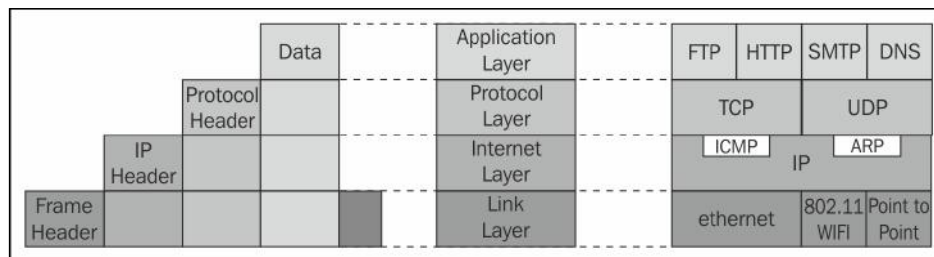 Data
Application
Layer
FTP
HTTP
SMTP
DNS
Protocol
Header
Protocol
Layer
TCP
UDP
IP
Header
Internet
Layer
ICMP
ARP
IP
Frame
Header
Link
Layer
ethernet
802.11
WIFI
Point to
Point